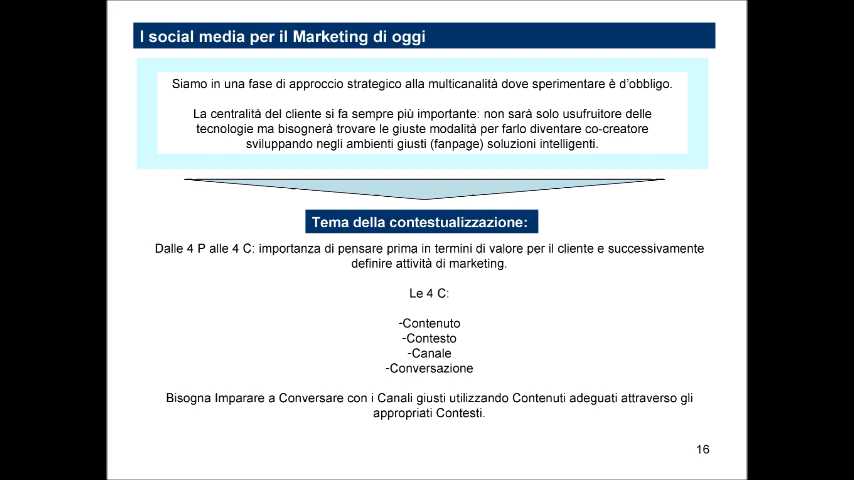 I social media per il Marketing di oggi
Siamo in una fase di approccio strategico alla multicanalità dove sperimentare è d'obbligo.
La centralità del cliente si fa sempre più importante: non sarà solo usufruitore delle
tecnologie ma bisognerà trovare le giuste modalità per farlo diventare co-creatore
sviluppando negli ambienti giusti (fanpage) soluzioni intelligenti.
Tema della contestualizzazione:
Dalle 4 P alle 4 C: importanza di pensare prima in termini di valore per il cliente e successivamente
definire attività di marketing.
Le 4 C:
-Contenuto
-Contesto
-Canale
-Conversazione
Bisogna Imparare a Conversare con i Canali giusti utilizzando Contenuti adeguati attraverso gli
appropriati Contesti.
16